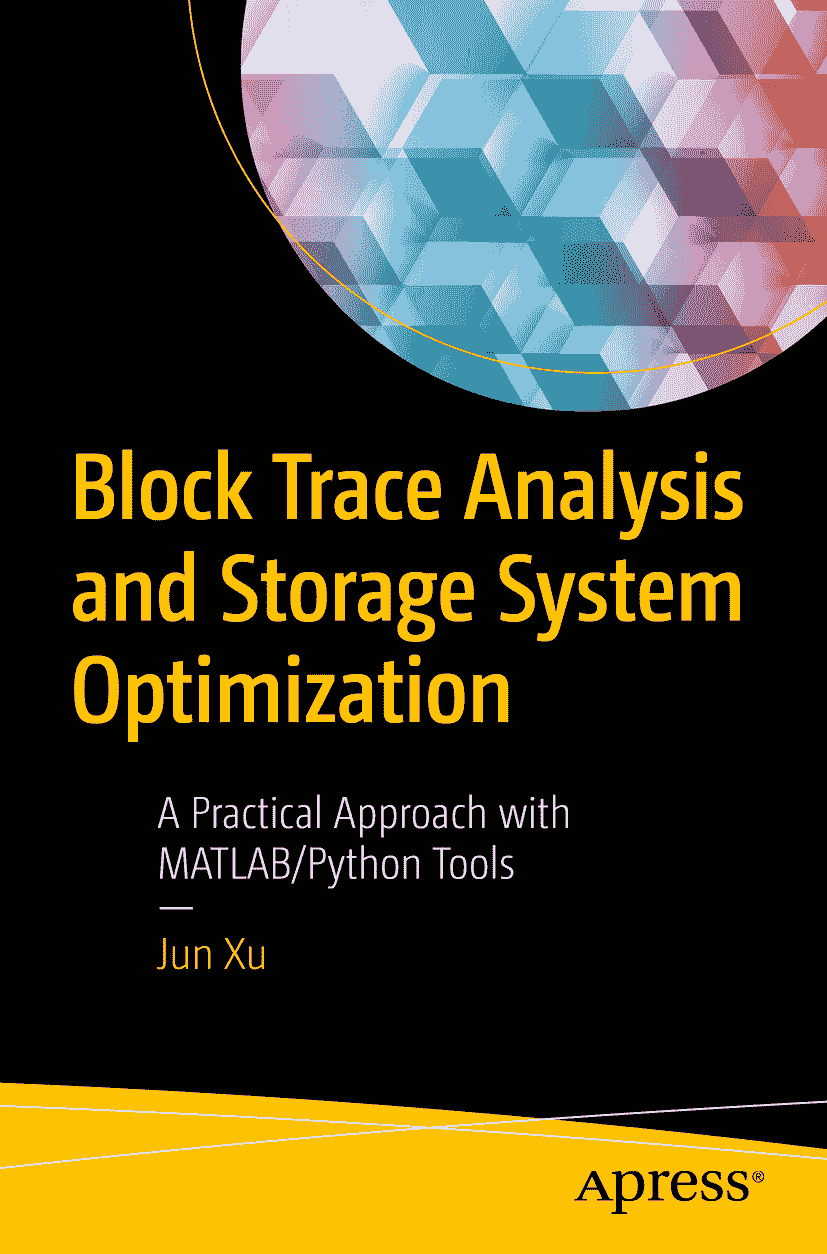 Block Trace Analysis
and Storage System
Optimization
A Practical Approach with
MATLAB/Python Tools
—
Jun Xu
Apress®